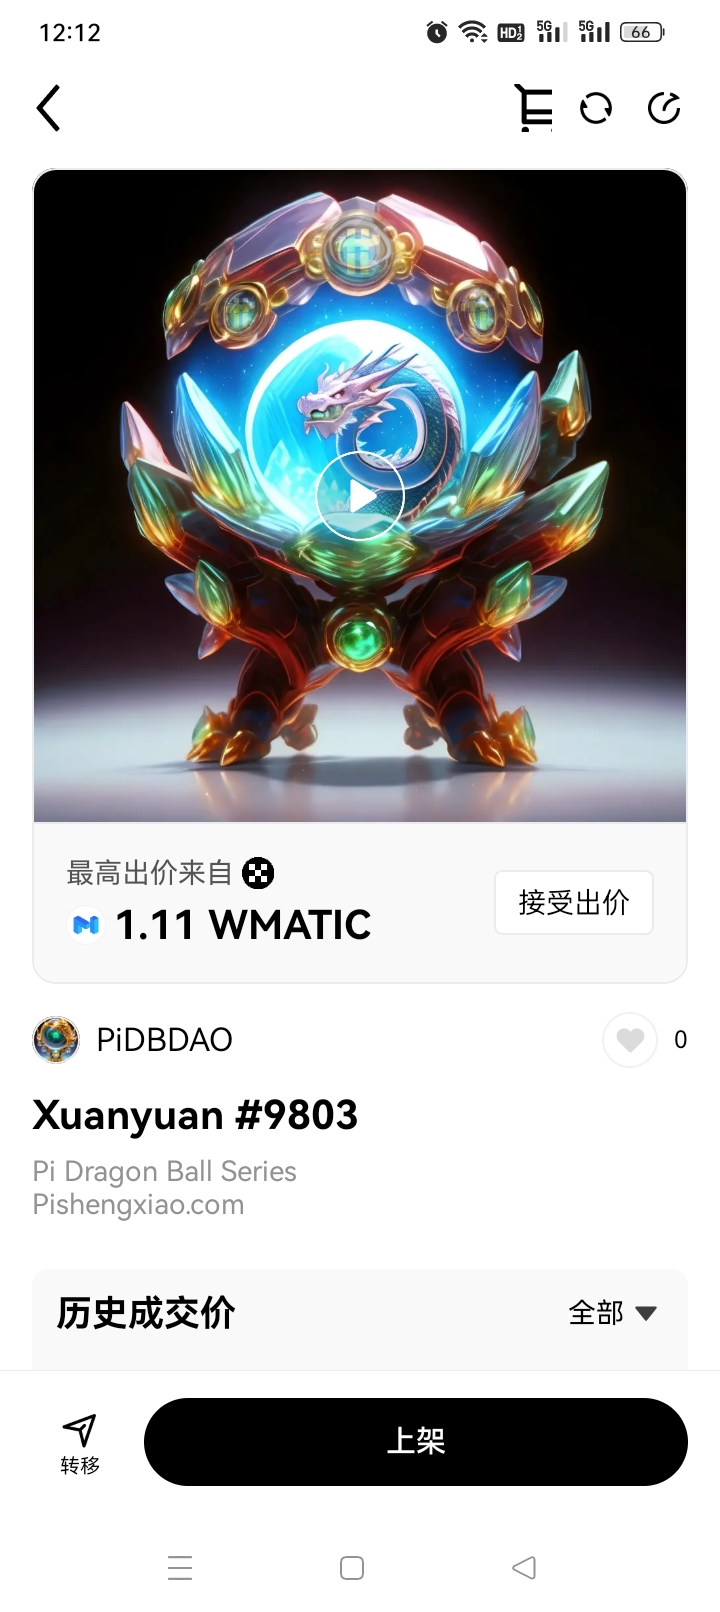 12:12
HD 1 2 5G 5G 66
最高出价来自
1.11 WMATIC
接受出价
PiDBDAO
0
Xuanyuan #9803
Pi Dragon Ball Series
Pishengxiao.com
历史成交价
全部
转移
上架